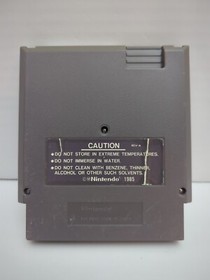 CAUTION
•DO NOT STORE IN EXTREME TEMPERATURES.
•DO NOT IMMERSE IN WATER.
•DO NOT CLEAN WITH BENZENE, THINNER,
ALCOHOL OR OTHER SUCH SOLVENTS.
©Nintendo 1985